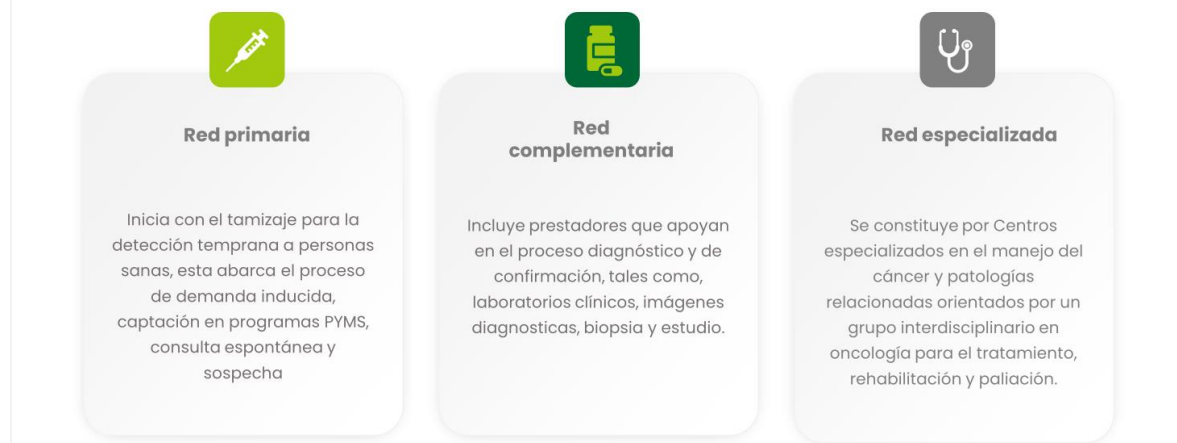 Red primaria
Inicia con el tamizaje para la
detección temprana a personas
sanas, esta abarca el proceso
de demanda inducida,
captación en programas PYMS,
consulta espontánea y
sospecha
Red
complementaria
Incluye prestadores que apoyan
en el proceso diagnóstico y de
confirmación, tales como,
laboratorios clínicos, imágenes
diagnosticas, biopsia y estudio.
Red especializada
Se constituye por Centros
especializados en el manejo del
cáncer y patologías
relacionadas orientados por un
grupo interdisciplinario en
oncología para el tratamiento,
rehabilitación y paliación.